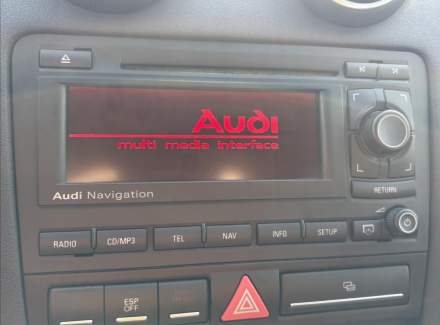 Audi
multi media interface
Audi Navigation
RETURN
RADIO
CD/MP3
TEL
NAV
INFO
SETUP
ESP
OFF